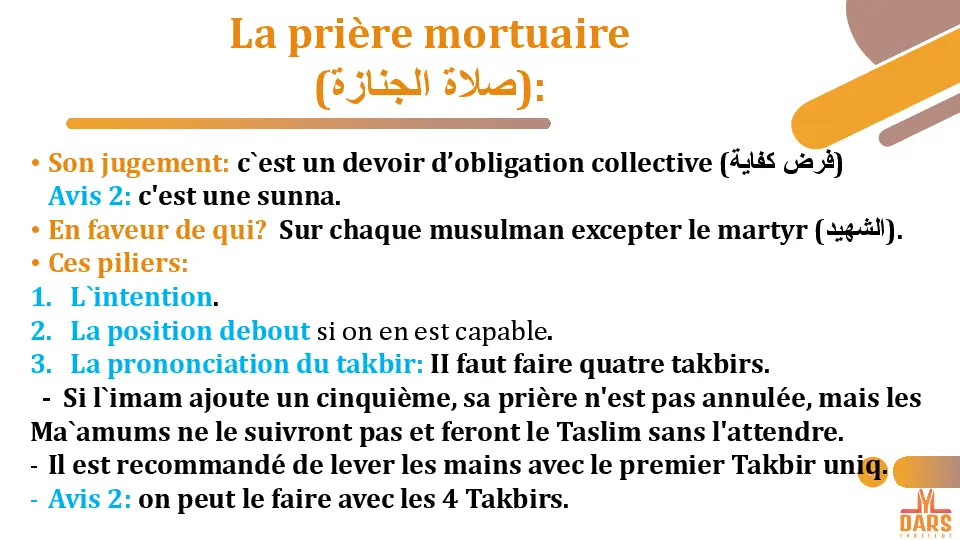 La prière mortuaire
(صلاة الجنازة):
• Son jugement: c`est un devoir d’obligation collective (فرض كفاية)
Avis 2: c'est une sunna.
• En faveur de qui? Sur chaque musulman excepter le martyr (الشهيد).
• Ces piliers:
1. L`intention.
2. La position debout si on en est capable.
3. La prononciation du takbir: II faut faire quatre takbirs.
- Si l`imam ajoute un cinquième, sa prière n'est pas annulée, mais les
Ma`amums ne le suivront pas et feront le Taslim sans l'attendre.
- Il est recommandé de lever les mains avec le premier Takbir uniq.
- Avis 2: on peut le faire avec les 4 Takbirs.
DARS
INSTITUT